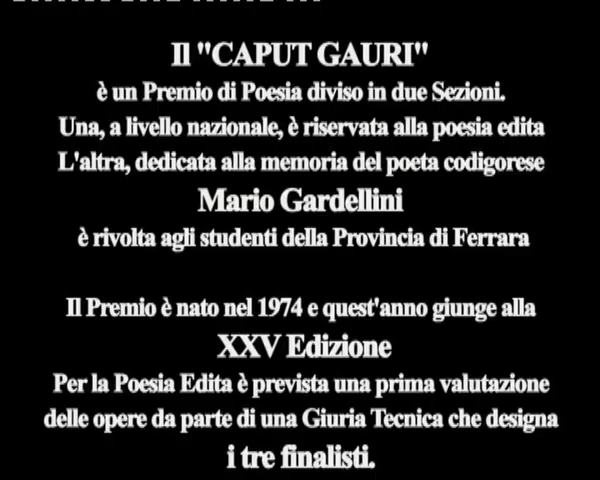 Il "CAPUT GAURI"
è un Premio di Poesia diviso in due Sezioni.
Una, a livello nazionale, è riservata alla poesia edita
L'altra, dedicata alla memoria del poeta codigorese
Mario Gardellini
è rivolta agli studenti della Provincia di Ferrara
Il Premio è nato nel 1974 e quest'anno giunge alla
XXV Edizione
Per la Poesia Edita è prevista una prima valutazione
delle opere da parte di una Giuria Tecnica che designa
i tre finalisti.